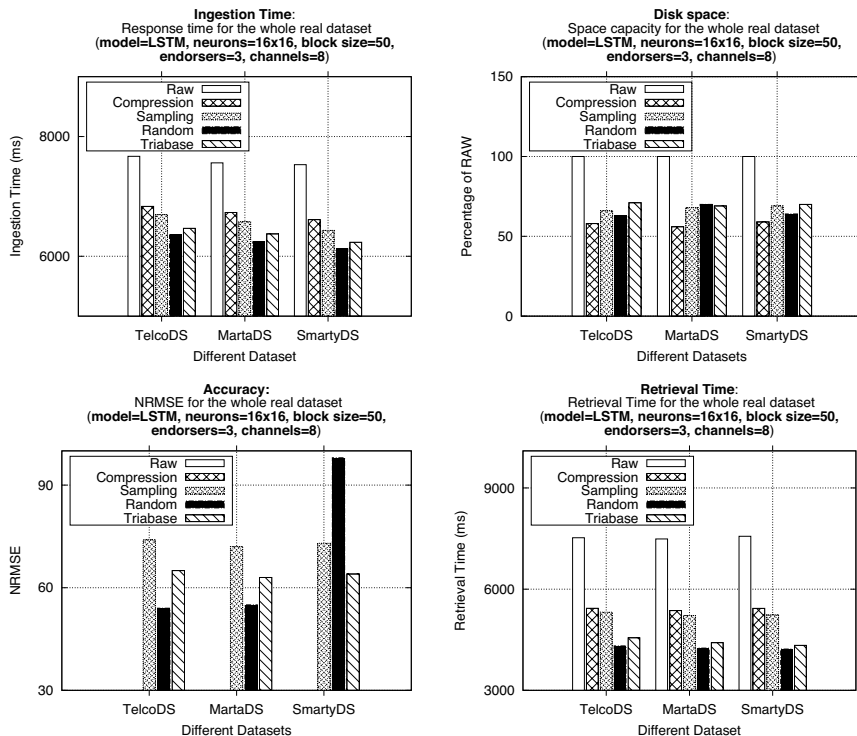 Ingestion Time:
Response time for the whole real dataset
(model=LSTM, neurons=16x16, block size=50,
endorsers=3, channels=8)
Raw
Compression
Sampling
Random
Triabase
8000
6000
Ingestion Time (ms)
TelcoDS MartaDS SmartyDS
Different Dataset
Disk space:
Space capacity for the whole real dataset
(model=LSTM, neurons=16x16, block size=50,
endorsers=3, channels=8)
Raw
Compression
Sampling
Random
Triabase
150
100
50
0
Percentage of RAW
TelcoDS MartaDS SmartyDS
Different Datasets
Accuracy:
NRMSE for the whole real dataset
(model=LSTM, neurons=16x16, block size=50,
endorsers=3, channels=8)
Raw
Compression
Sampling
Random
Triabase
90
60
30
NRMSE
TelcoDS MartaDS SmartyDS
Different Datasets
Retrieval Time:
Retrieval Time for the whole real dataset
(model=LSTM, neurons=16x16, block size=50,
endorsers=3, channels=8)
Raw
Compression
Sampling
Random
Triabase
9000
6000
3000
Retrieval Time (ms)
TelcoDS MartaDS SmartyDS
Different Dataset